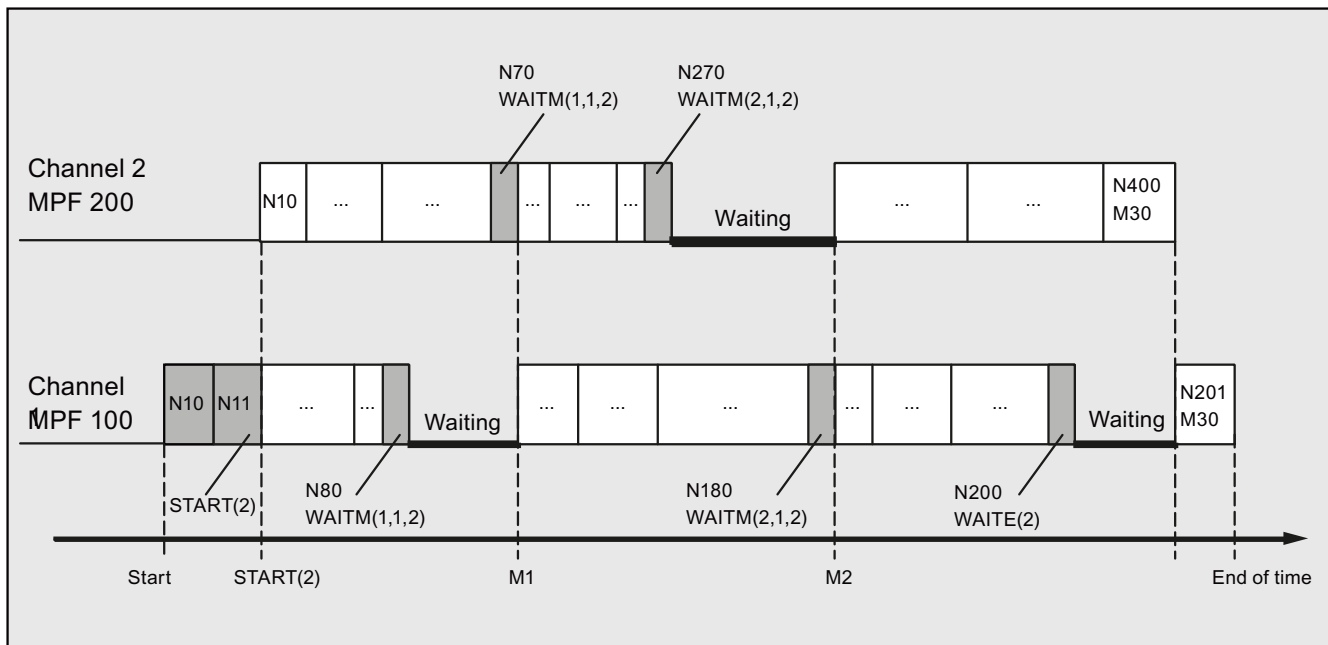 N70
WAITM(1,1,2)
N270
WAITM(2,1,2)
Channel 2
MPF 200
N10
...
...
...
...
...
Waiting
...
...
N400
M30
Channel
1
MPF 100
N10
N11
...
...
Waiting
...
...
...
...
...
...
Waiting
N201
M30
START(2)
N80
WAITM(1,1,2)
N180
WAITM(2,1,2)
N200
WAITE(2)
Start
START(2)
M1
M2
End of time